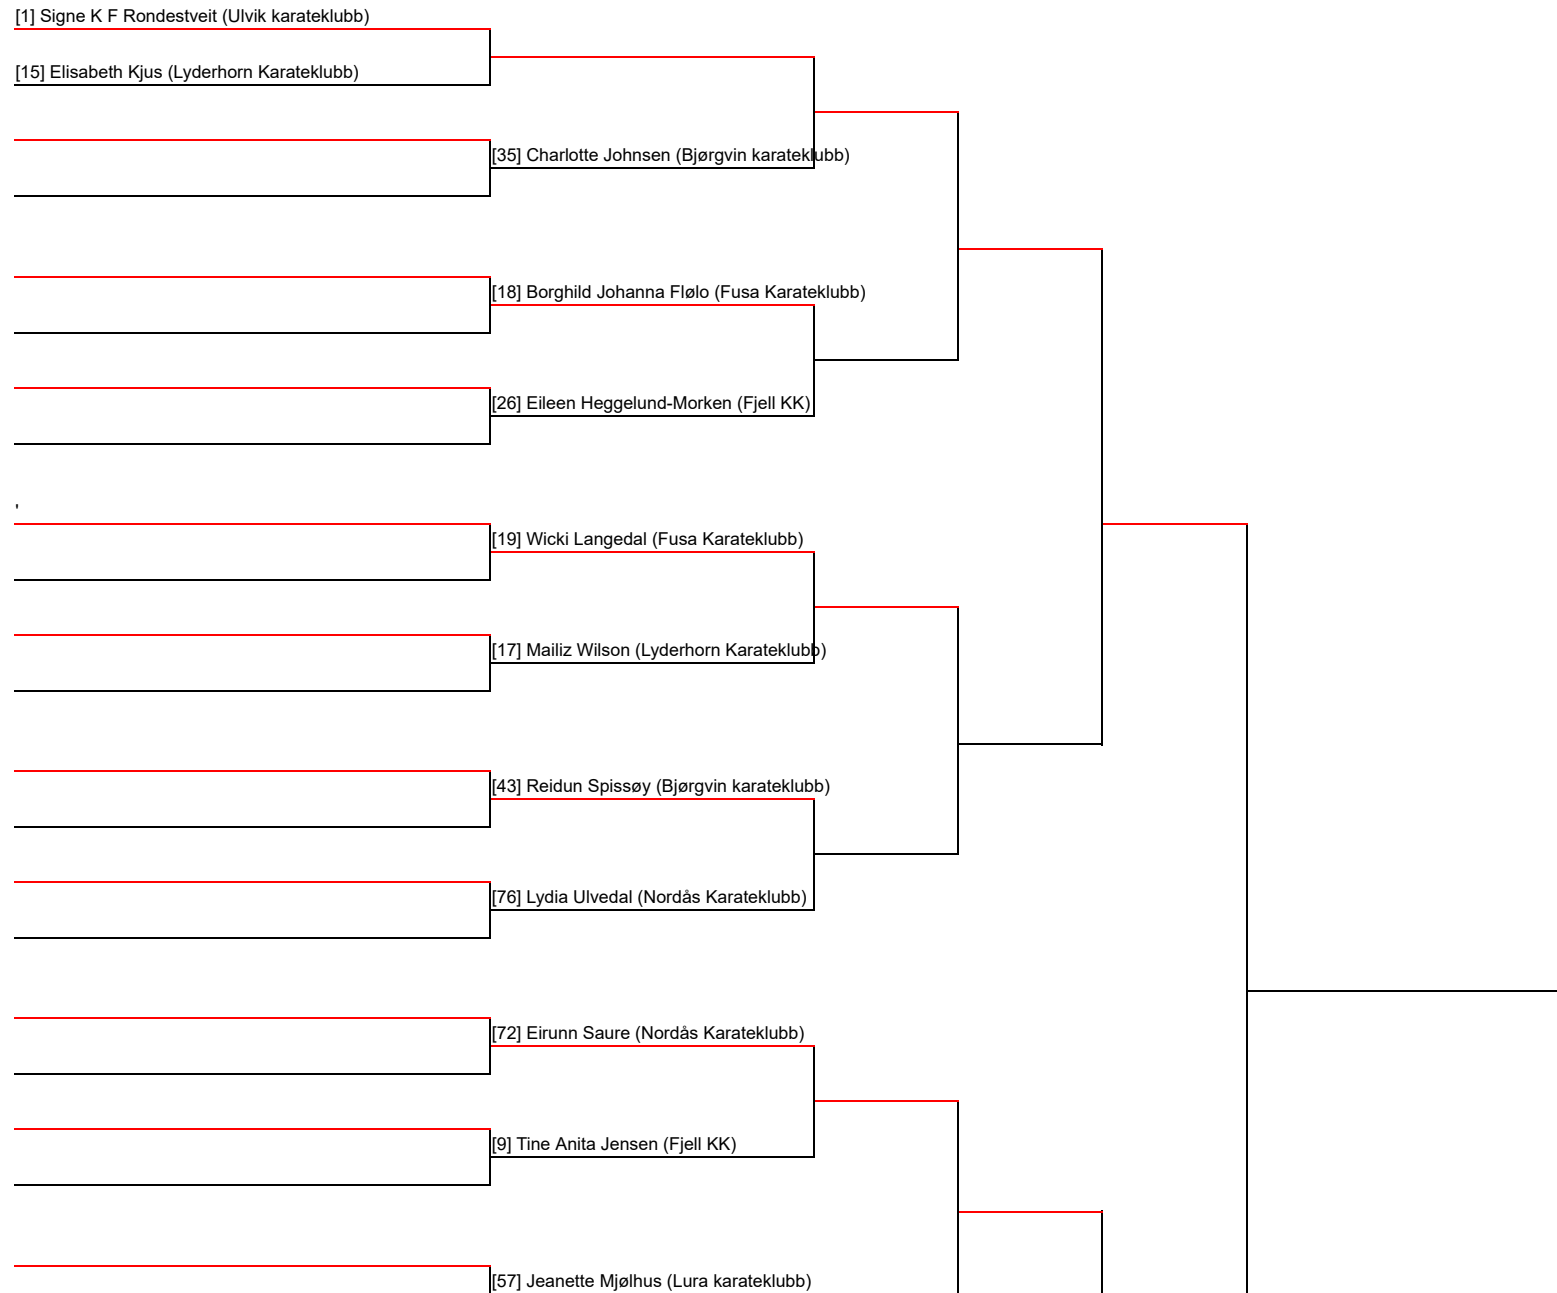 [1] Signe K F Rondestveit (Ulvik karateklubb)
[15] Elisabeth Kjus (Lyderhorn Karateklubb)
[35] Charlotte Johnsen (Bjørgvin karateklubb)
[18] Borghild Johanna Flølo (Fusa Karateklubb)
[26] Eileen Heggelund-Morken (Fjell KK)
'
[19] Wicki Langedal (Fusa Karateklubb)
[17] Mailiz Wilson (Lyderhorn Karateklubb)
[43] Reidun Spissøy (Bjørgvin karateklubb)
[76] Lydia Ulvedal (Nordås Karateklubb)
[72] Eirunn Saure (Nordås Karateklubb)
[9] Tine Anita Jensen (Fjell KK)
[57] Jeanette Mjølhus (Lura karateklubb)